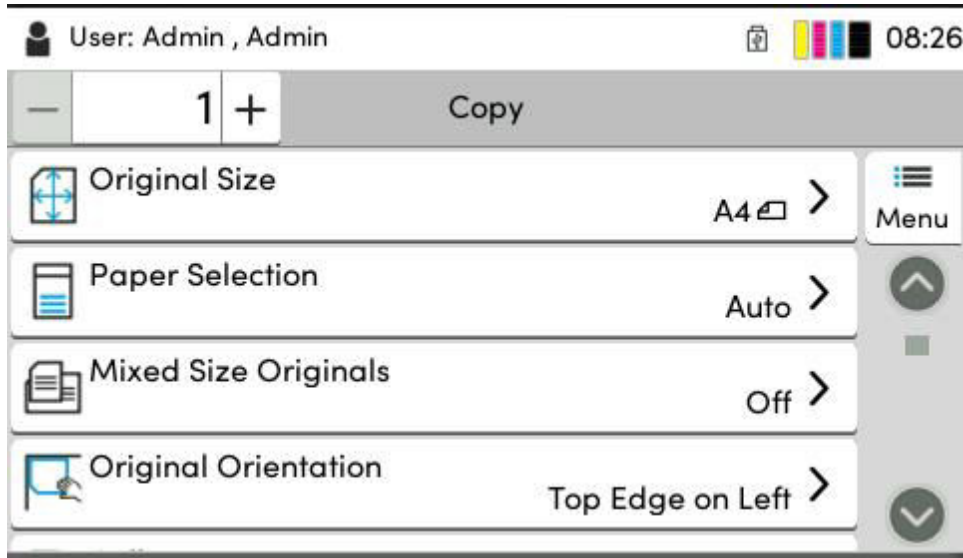 User: Admin , Admin
08:26
− 1 + Copy
Original Size
A4
Menu
Paper Selection
Auto
Mixed Size Originals
Off
Original Orientation
Top Edge on Left